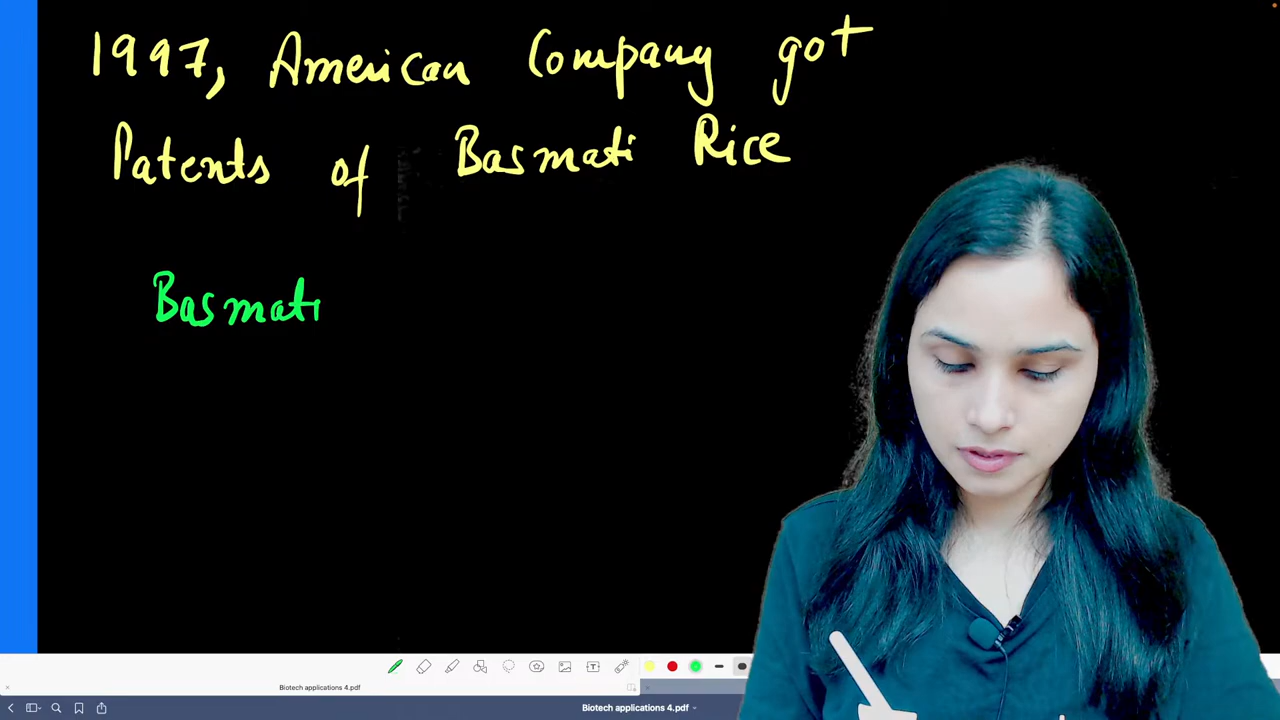 1997, American Company got
Patents of Basmati Rice
Basmati
Biotech applications 4.pdf
Biotech applications 4.pdf